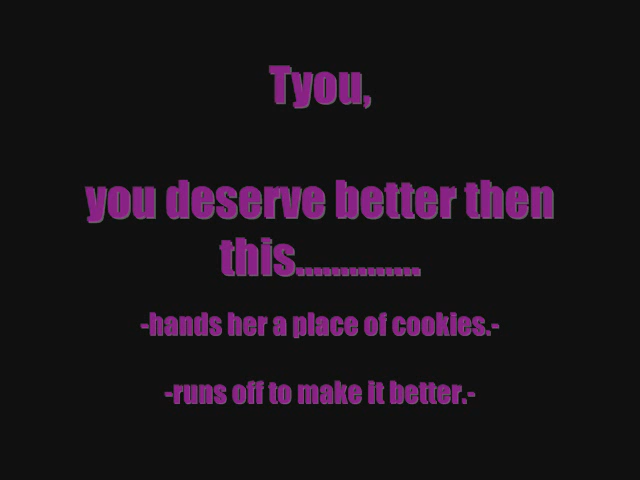 Tyou,
you deserve better then
this..............
-hands her a place of cookies.-
-runs off to make it better.-